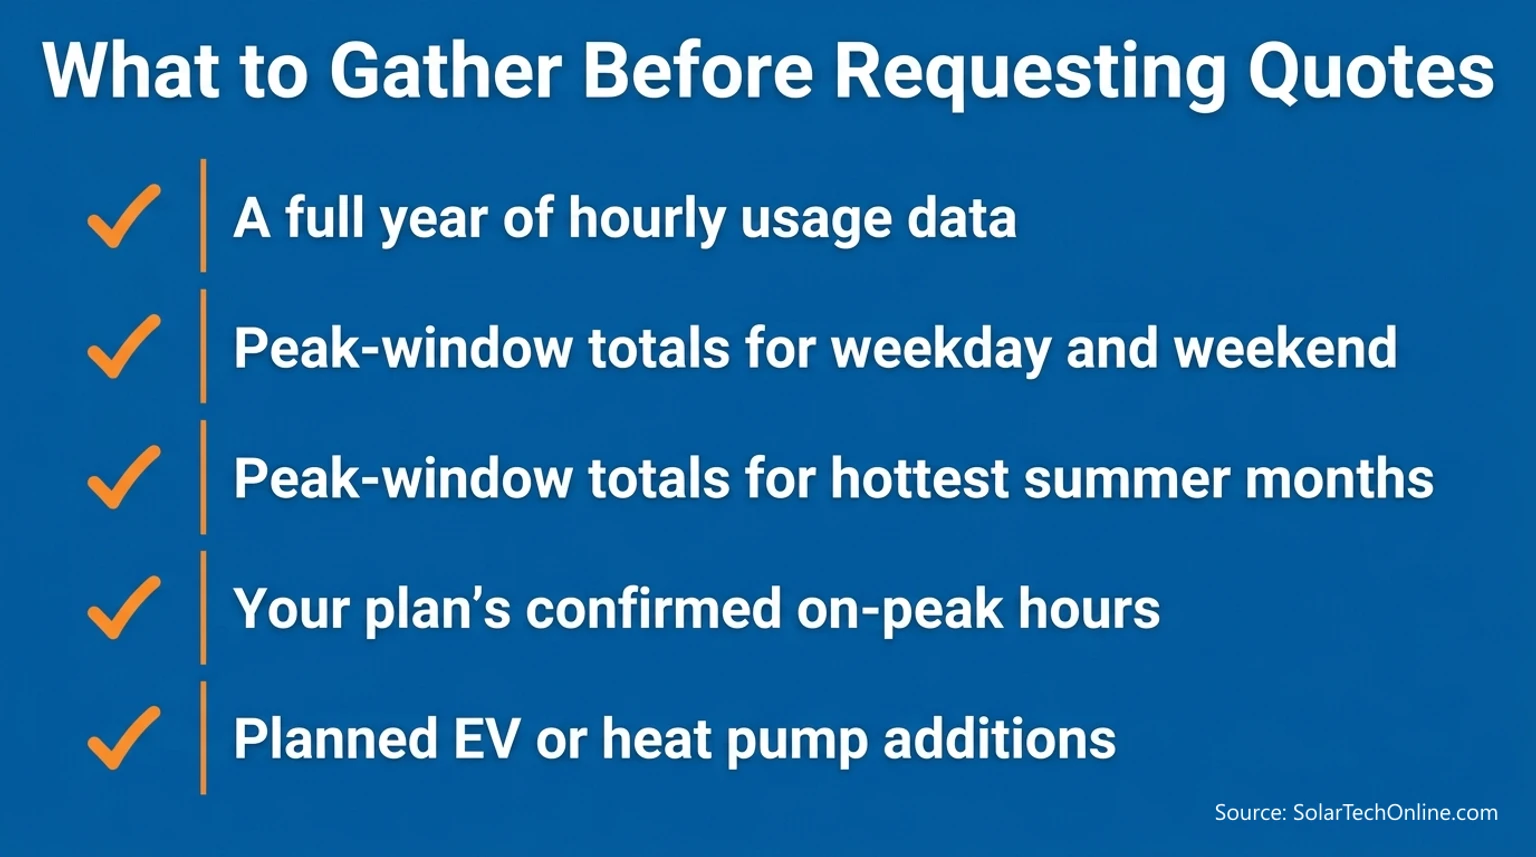 What to Gather Before Requesting Quotes
A full year of hourly usage data
Peak-window totals for weekday and weekend
Peak-window totals for hottest summer months
Your plan’s confirmed on-peak hours
Planned EV or heat pump additions
Source: SolarTechOnline.com